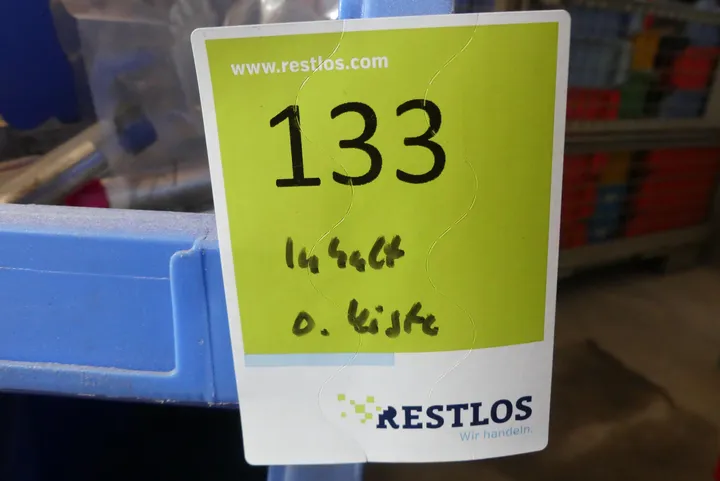 www.restlos.com
133
Inhalt
o. Kiste
RESTLOS
Wir handeln.